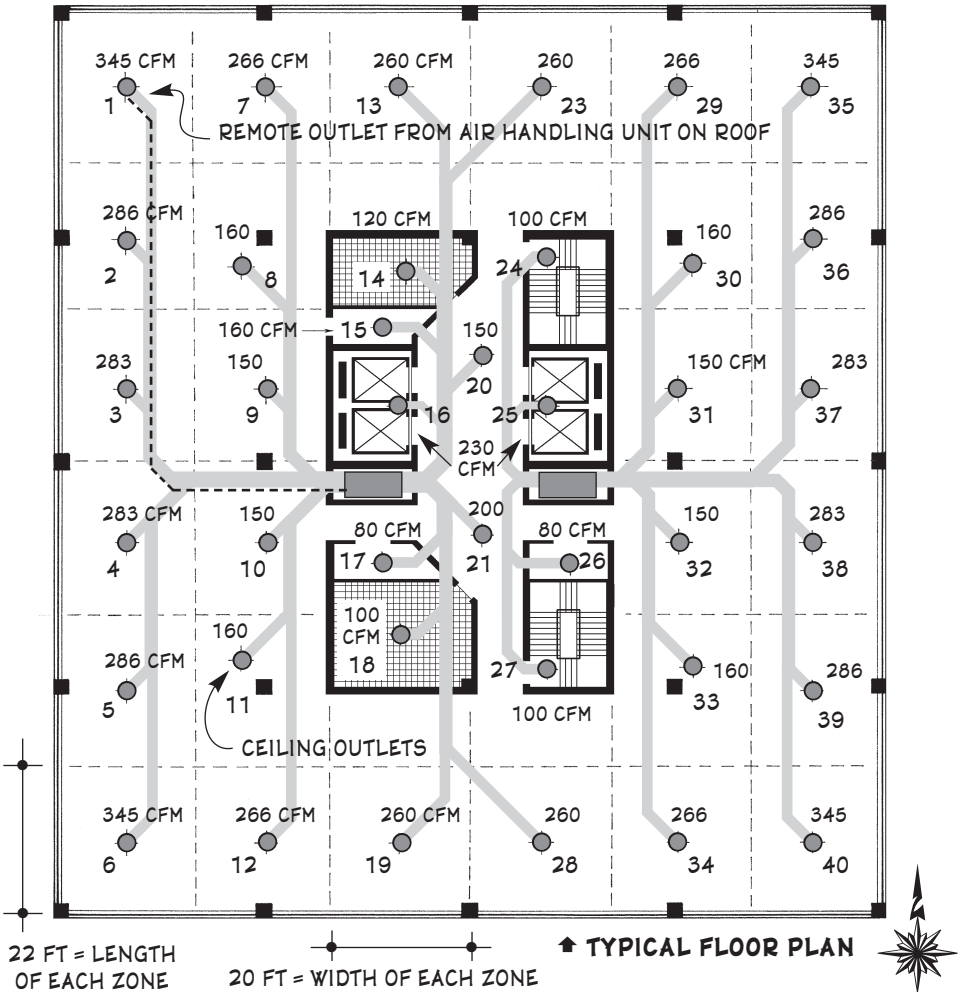 345 CFM
266 CFM
260 CFM
260
266
345
1
7
13
23
29
35
REMOTE OUTLET FROM AIR HANDLING UNIT ON ROOF
286 CFM
160
120 CFM
100 CFM
160
286
2
8
14
24
30
36
160 CFM
15
150
283
150
150 CFM
283
20
3
9
16
25
31
37
230
CFM
283 CFM
150
80 CFM
200
80 CFM
150
283
4
10
17
21
26
32
38
286 CFM
160
100
CFM
18
27
160
286
5
11
33
39
100 CFM
CEILING OUTLETS
345 CFM
266 CFM
260 CFM
260
266
345
6
12
19
28
34
40
22 FT = LENGTH
OF EACH ZONE
20 FT = WIDTH OF EACH ZONE
TYPICAL FLOOR PLAN